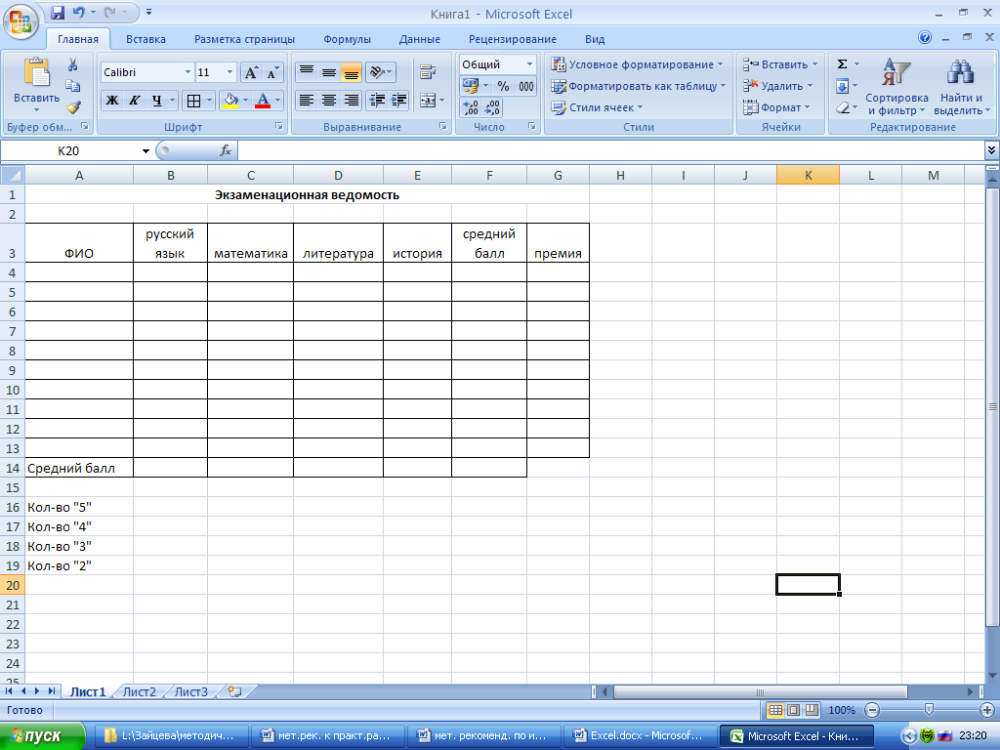 Книга1 - Microsoft Excel
Главная Вставка Разметка страницы Формулы Данные Рецензирование Вид
Вставить
Буфер обм...
Calibri 11
Ж К Ч
Шрифт
Выравнивание
Общий
% 000
,00 ,00
Число
Условное форматирование
Форматировать как таблицу
Стили ячеек
Стили
Вставить
Удалить
Формат
Ячейки
Σ
Сортировка и фильтр
Найти и выделить
Редактирование
K20 fx
A B C D E F G H I J K L M
1 Экзаменационная ведомость
2
3 ФИО русский язык математика литература история средний балл премия
4
5
6
7
8
9
10
11
12
13
14 Средний балл
15
16 Кол-во "5"
17 Кол-во "4"
18 Кол-во "3"
19 Кол-во "2"
20
21
22
23
24
25
Лист1 Лист2 Лист3
Готово 100%
пуск L:\Зайцева\методич... мет.рек. к практ.ра... мет. рекоменд. по и... Excel.docx - Microsof... Microsoft Excel - Кни... 23:20